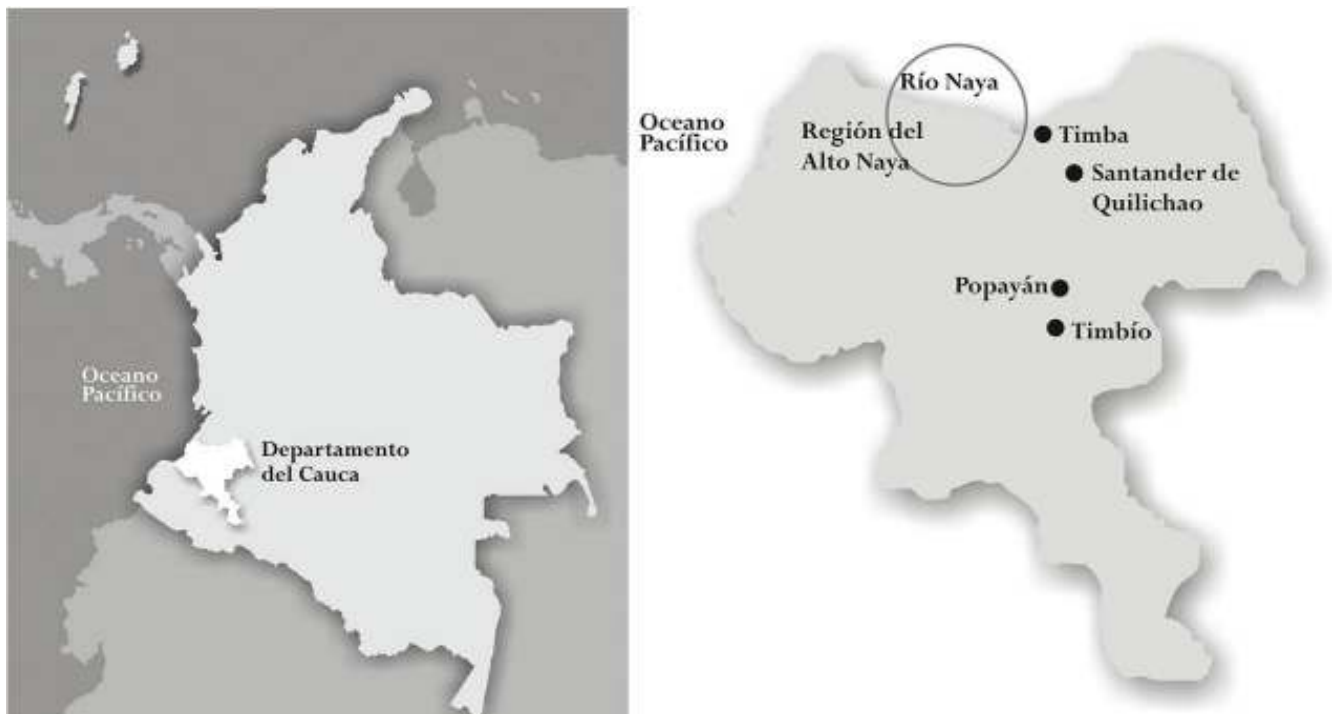 Oceano
Pacífico
Departamento
del Cauca
Oceano
Pacífico
Río Naya
Región del
Alto Naya
Timba
Santander de
Quilichao
Popayán
Timbío